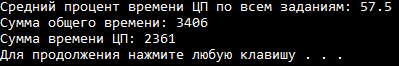 Средний процент времени ЦП по всем заданиям: 57.5
Сумма общего времени: 3406
Сумма времени ЦП: 2361
Для продолжения нажмите любую клавишу . . .